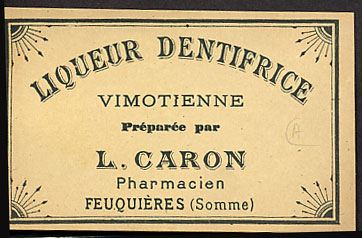 LIQUEUR DENTIFRICE
VIMOTIENNE
Préparée par
L. CARON
Pharmacien
FEUQUIÈRES (Somme)